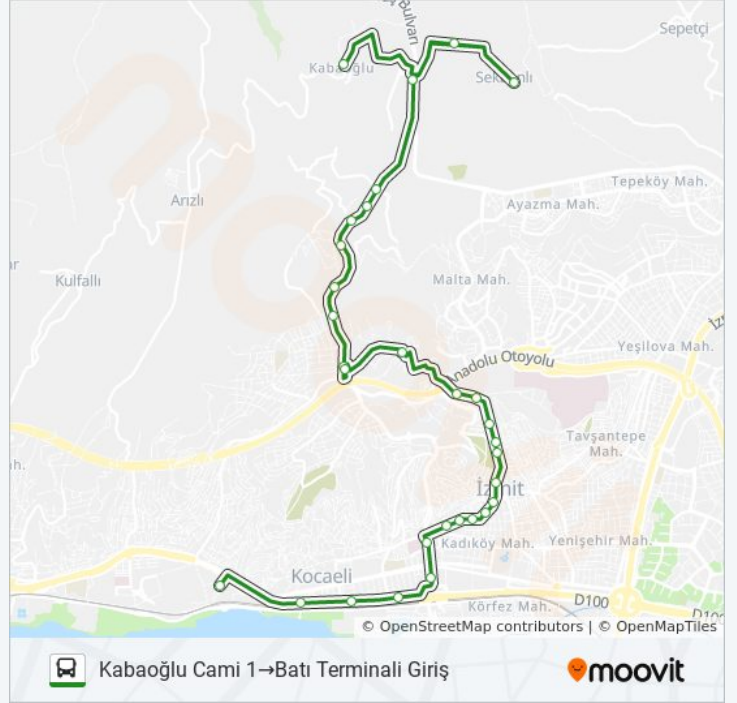 Bulvarı
Sepetçi
Kabaoğlu
Sekbanlı
Tepeköy Mah.
Arızlı
Ayazma Mah.
Kulfallı
Malta Mah.
Yeşilova Mah.
Anadolu Otoyolu
Tavşantepe
Mah.
İzmit
Kadıköy Mah.
Yenişehir Mah.
Kocaeli
Körfez Mah.
D100
© OpenStreetMap contributors | © OpenMapTiles
Kabaoğlu Cami 1→Batı Terminali Giriş
moovit